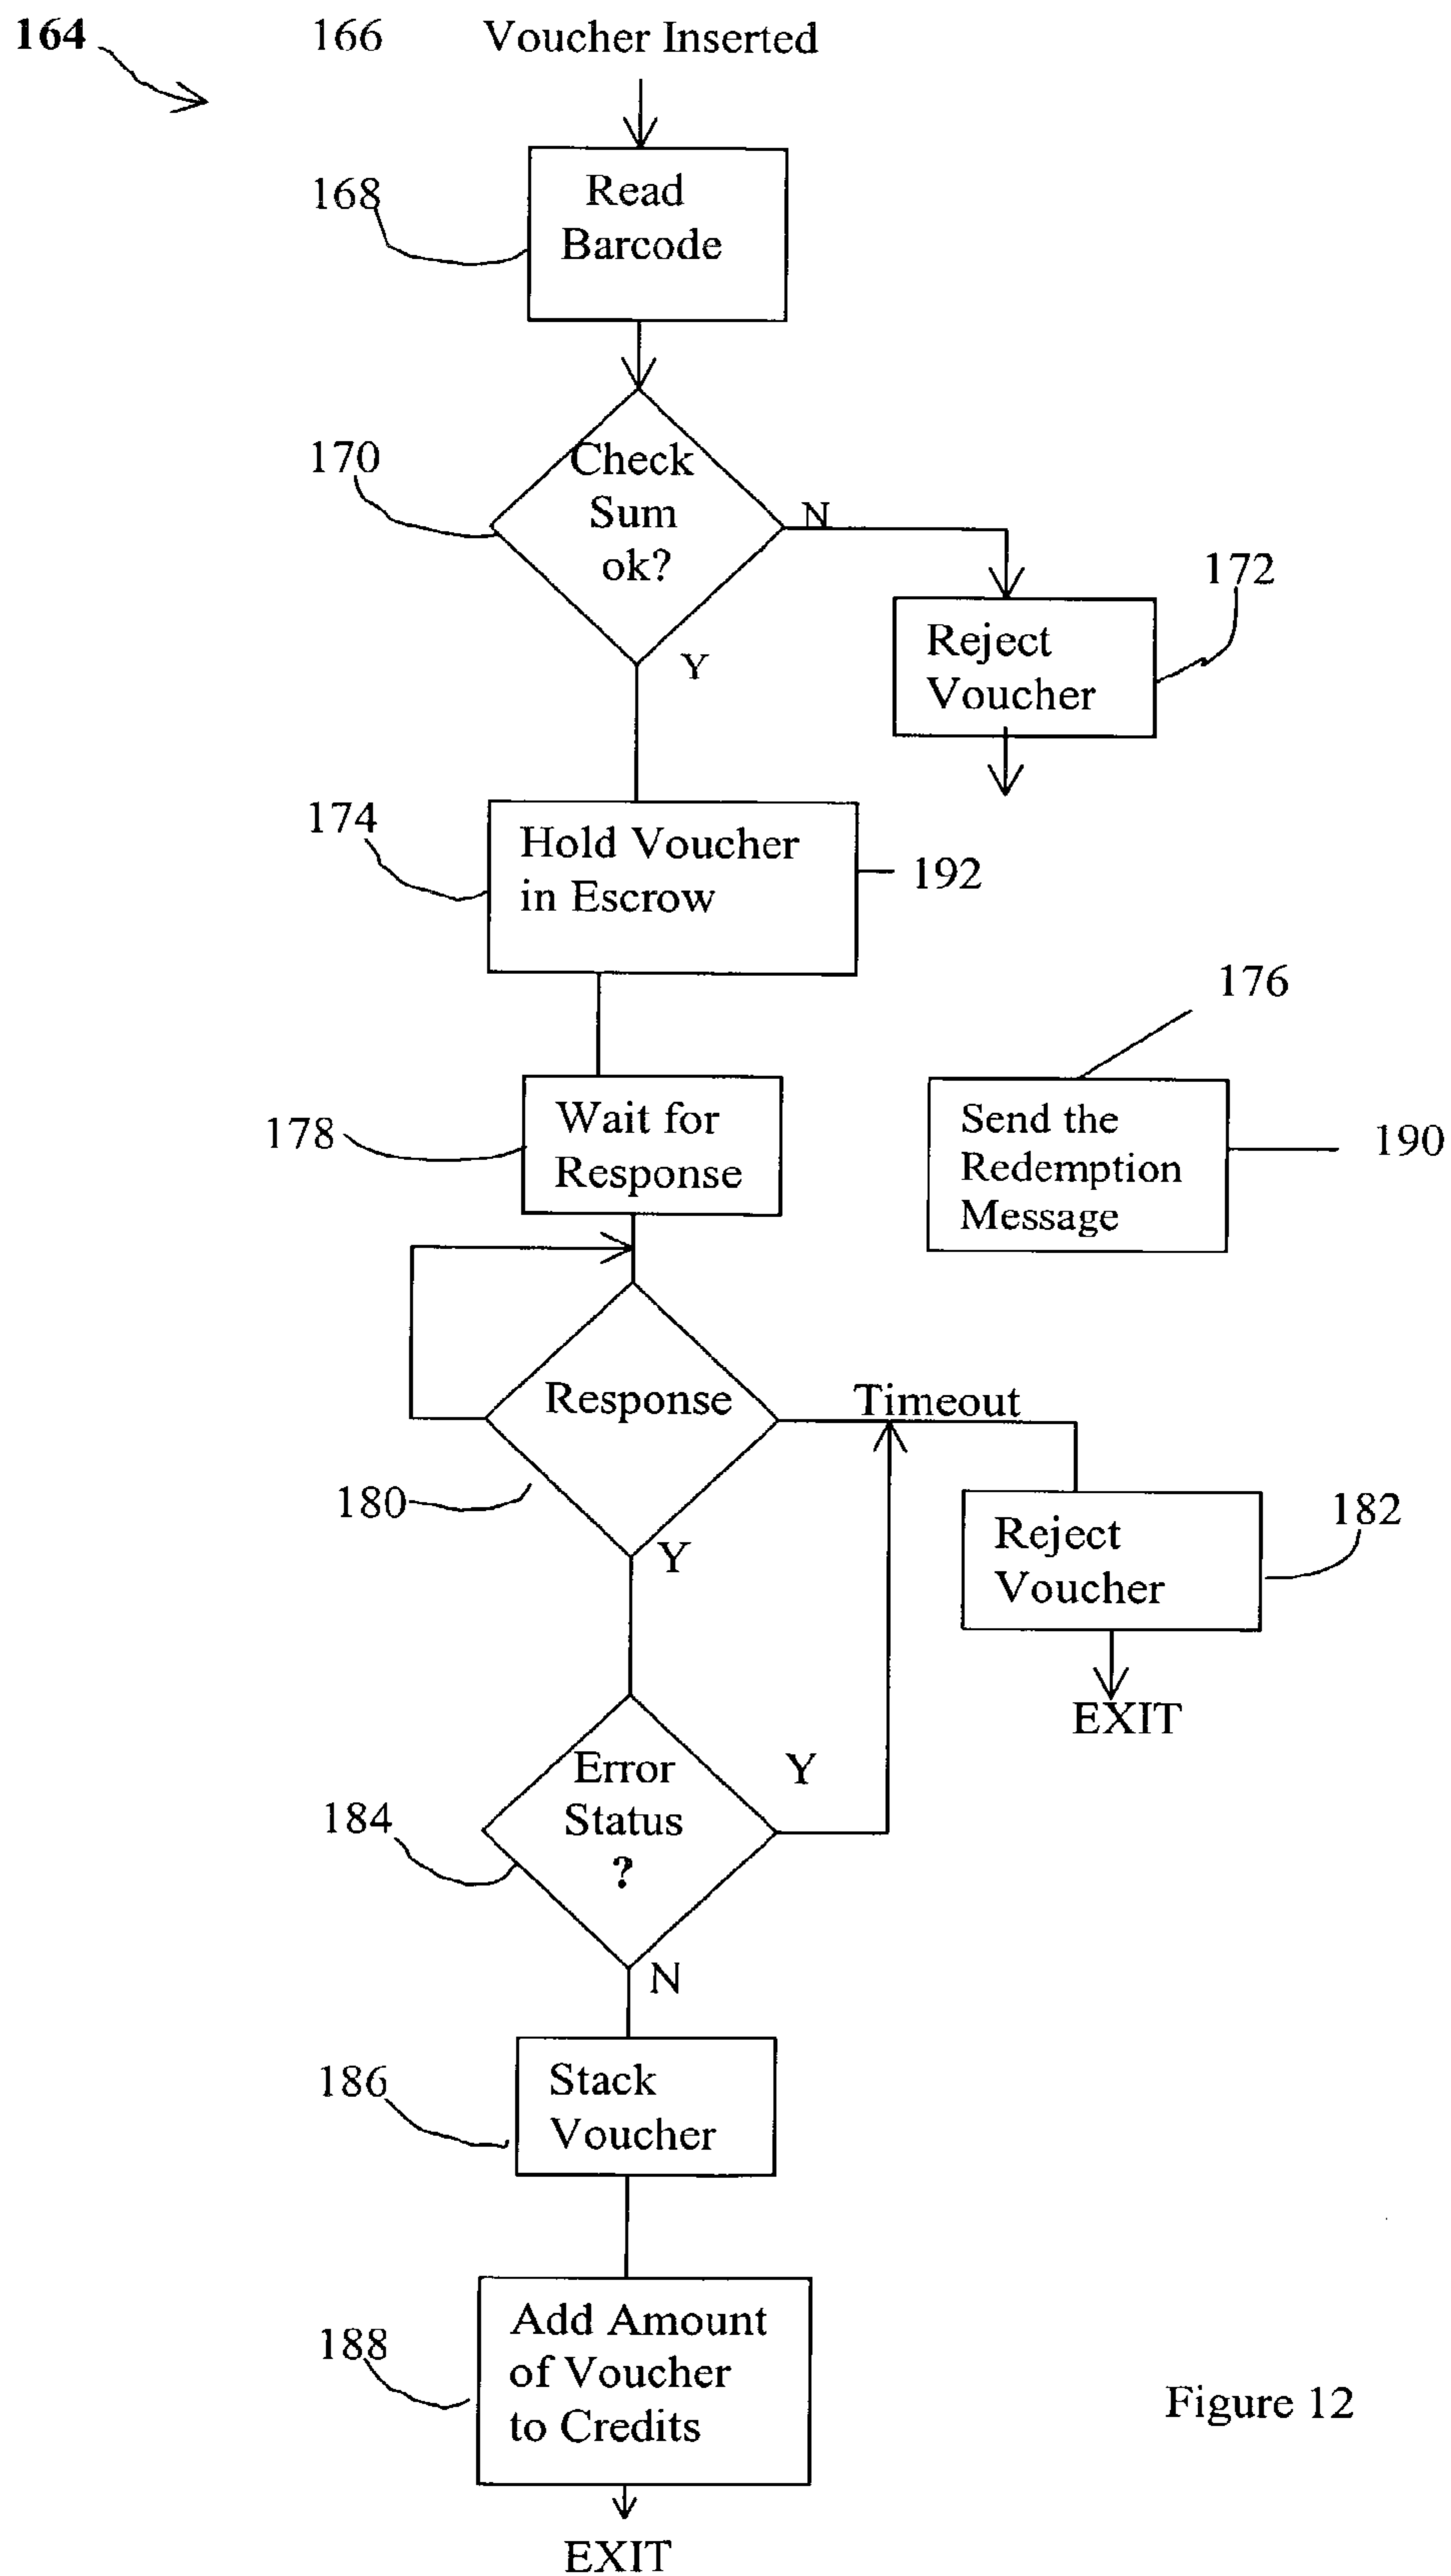 164
166 Voucher Inserted
168
Read
Barcode
170
Check
Sum
ok?
N
172
Reject
Voucher
Y
174
Hold Voucher
in Escrow
192
176
178
Wait for
Response
Send the
Redemption
Message
190
Response
Timeout
180
Y
182
Reject
Voucher
EXIT
184
Error
Status
?
Y
N
186
Stack
Voucher
188
Add Amount
of Voucher
to Credits
Figure 12
EXIT